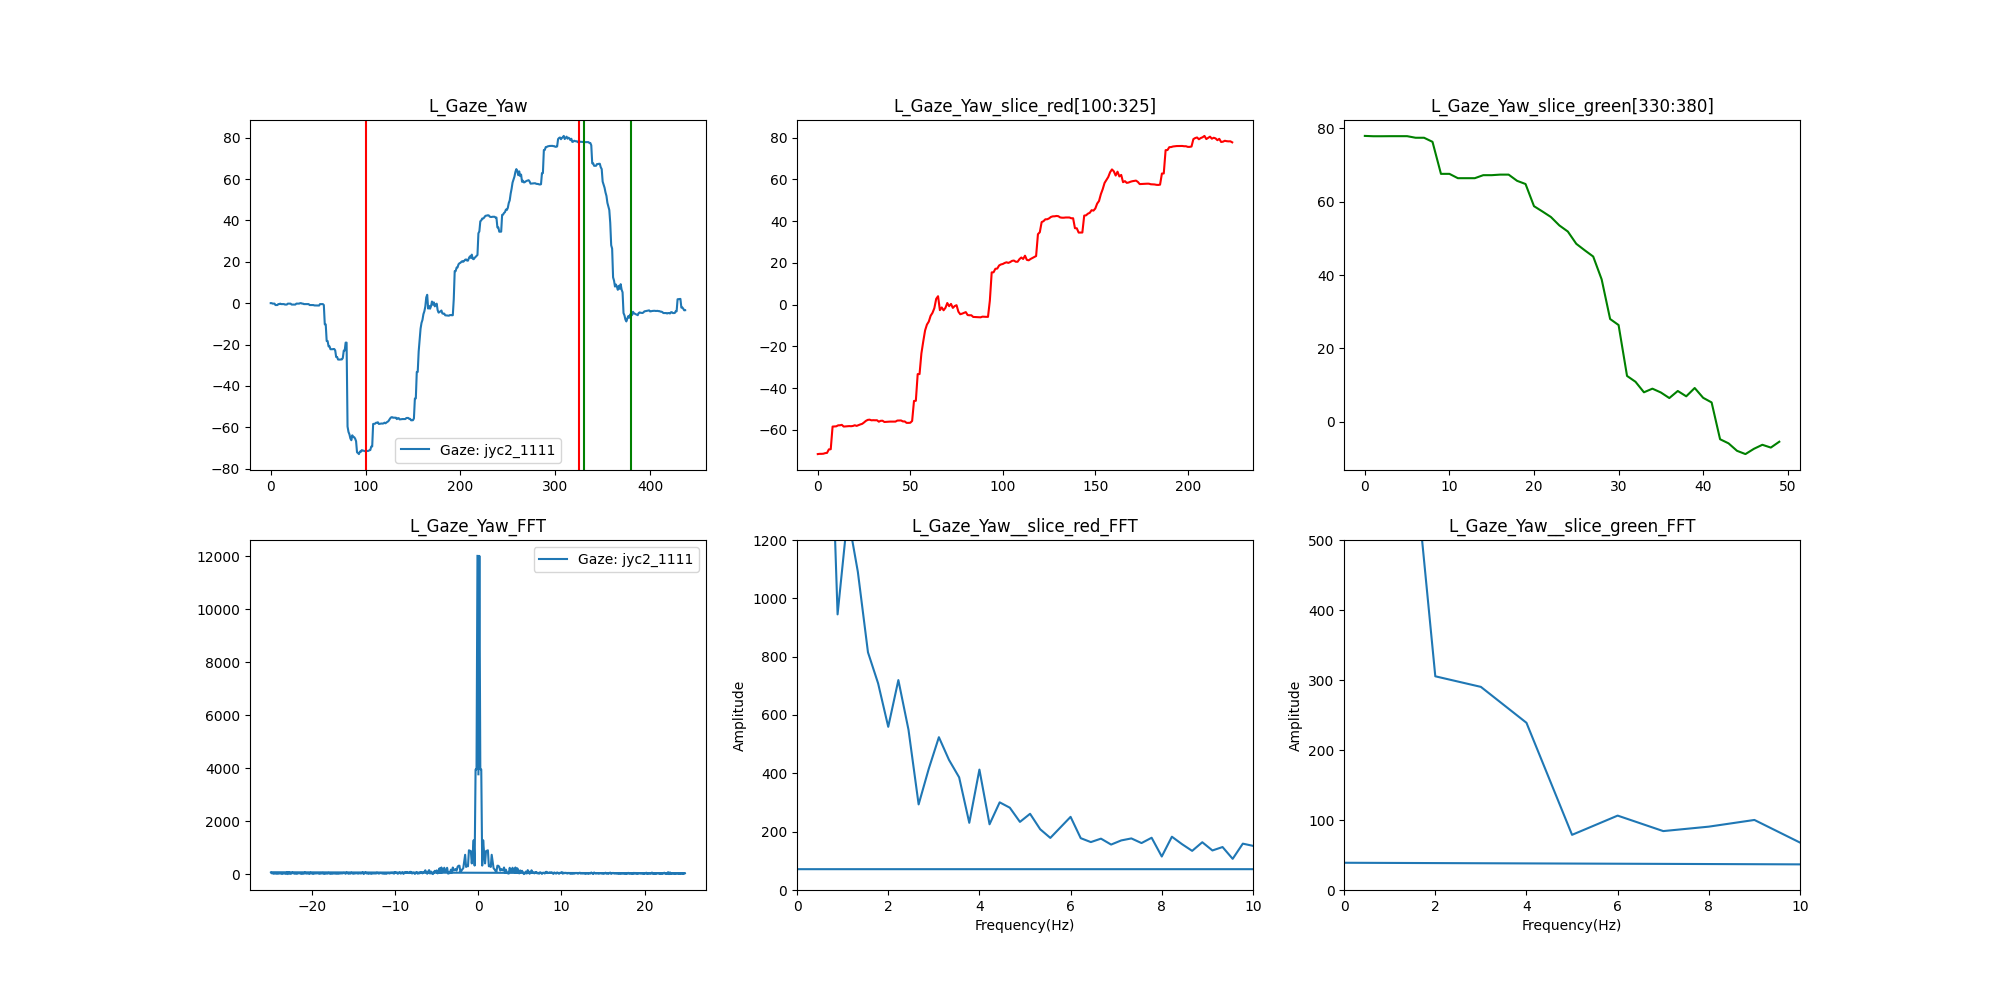 L_Gaze_Yaw
80
60
40
20
0
−20
−40
−60
−80
0 100 200 300 400
Gaze: jyc2_1111
L_Gaze_Yaw_slice_red[100:325]
80
60
40
20
0
−20
−40
−60
0 50 100 150 200
L_Gaze_Yaw_slice_green[330:380]
80
60
40
20
0
0 10 20 30 40 50
L_Gaze_Yaw_FFT
Gaze: jyc2_1111
12000
10000
8000
6000
4000
2000
0
−20 −10 0 10 20
L_Gaze_Yaw__slice_red_FFT
Amplitude
1200
1000
800
600
400
200
0
0 2 4 6 8 10
Frequency(Hz)
L_Gaze_Yaw__slice_green_FFT
Amplitude
500
400
300
200
100
0
0 2 4 6 8 10
Frequency(Hz)